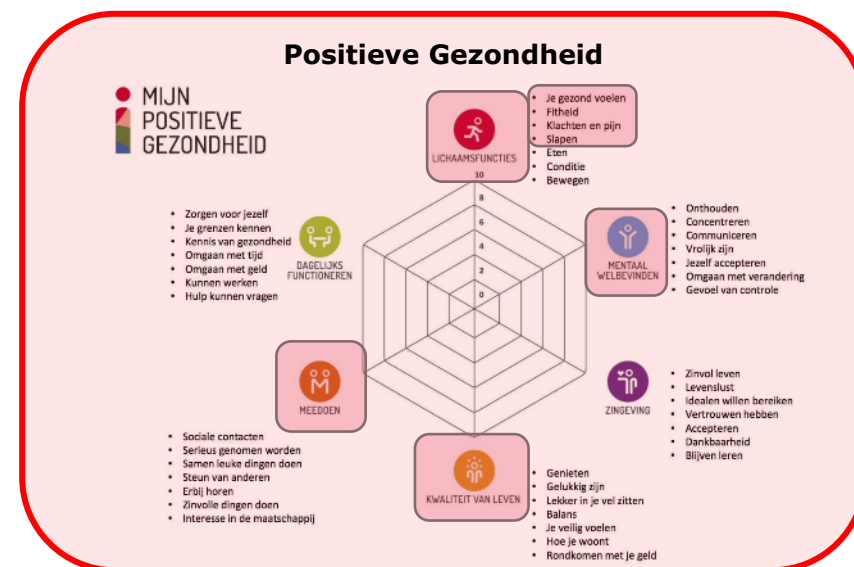 Positieve Gezondheid
MIJN
POSITIEVE
GEZONDHEID
LICHAAMSFUNCTIES
• Je gezond voelen
• Fitheid
• Klachten en pijn
• Slapen
• Eten
• Conditie
• Bewegen
10
8
6
4
2
0
MENTAAL
WELBEVINDEN
• Onthouden
• Concentreren
• Communiceren
• Vrolijk zijn
• Jezelf accepteren
• Omgaan met verandering
• Gevoel van controle
ZINGEVING
• Zinvol leven
• Levenslust
• Idealen willen bereiken
• Vertrouwen hebben
• Accepteren
• Dankbaarheid
• Blijven leren
KWALITEIT VAN LEVEN
• Genieten
• Gelukkig zijn
• Lekker in je vel zitten
• Balans
• Je veilig voelen
• Hoe je woont
• Rondkomen met je geld
MEEDOEN
• Sociale contacten
• Serieus genomen worden
• Samen leuke dingen doen
• Steun van anderen
• Erbij horen
• Zinvolle dingen doen
• Interesse in de maatschappij
DAGELIJKS
FUNCTIONEREN
• Zorgen voor jezelf
• Je grenzen kennen
• Kennis van gezondheid
• Omgaan met tijd
• Omgaan met geld
• Kunnen werken
• Hulp kunnen vragen